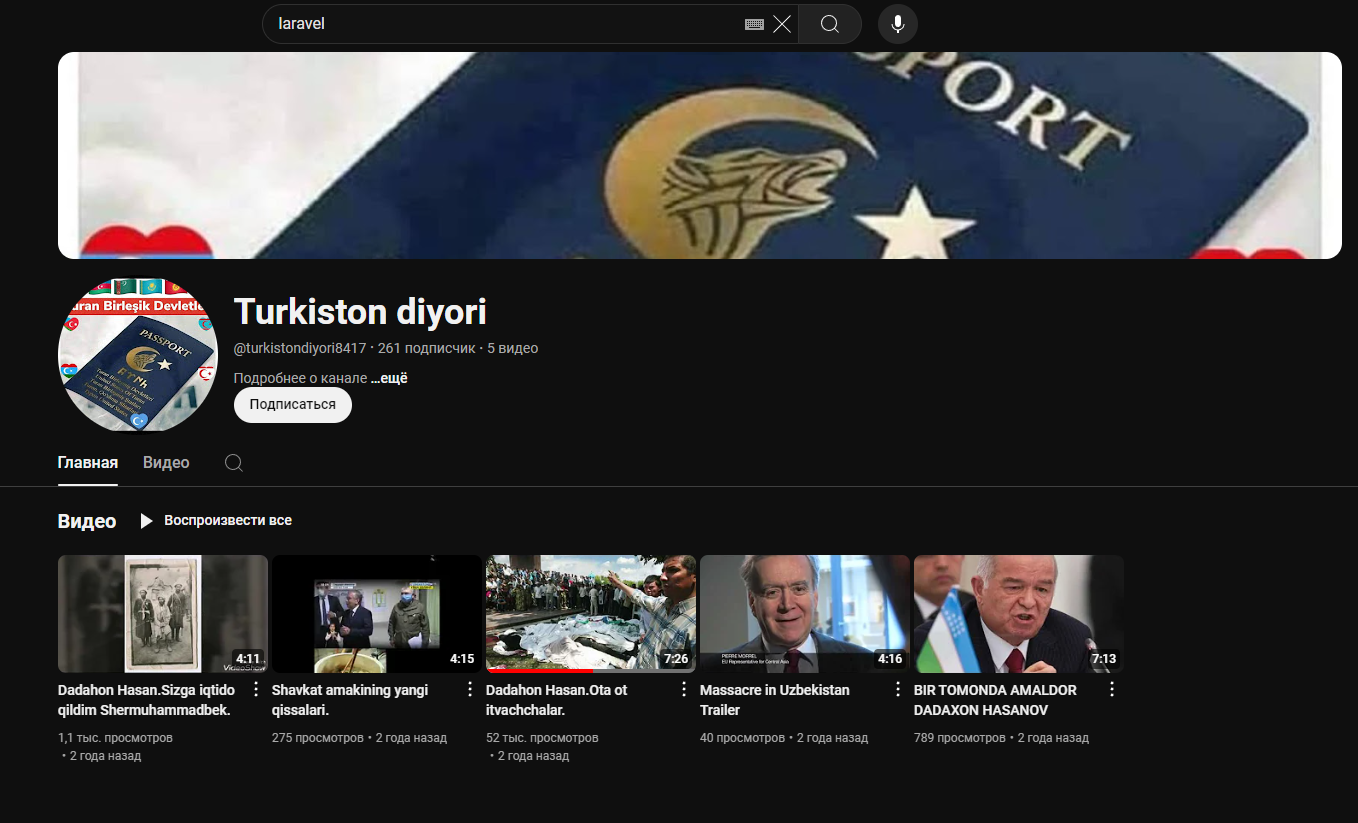 laravel
PASSPORT
Turan Birleşik Devletle
PASSPORT
Turkiston diyori
@turkistondiyori8417 • 261 подписчик • 5 видео
Подробнее о канале ...ещё
Подписаться
Главная
Видео
Видео
Воспроизвести все
4:11
VideoShow
4:15
7:26
PIERRE MORREL
EU Representative for Central Asia
4:16
7:13
Dadahon Hasan.Sizga iqtido
qildim Shermuhammadbek.
1,1 тыс. просмотров
• 2 года назад
Shavkat amakining yangi
qissalari.
275 просмотров • 2 года назад
Dadahon Hasan.Ota ot
itvachchalar.
52 тыс. просмотров
• 2 года назад
Massacre in Uzbekistan
Trailer
40 просмотров • 2 года назад
BIR TOMONDA AMALDOR
DADAXON HASANOV
789 просмотров • 2 года назад